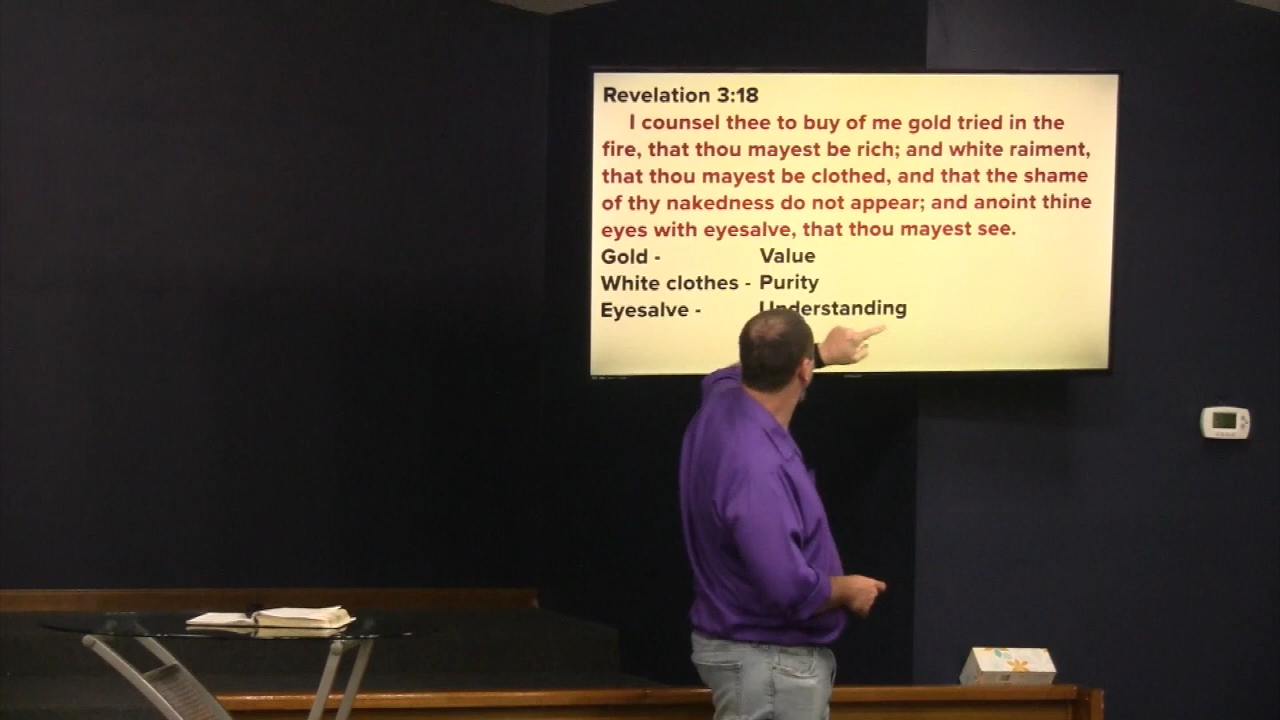 Revelation 3:18
I counsel thee to buy of me gold tried in the
fire, that thou mayest be rich; and white raiment,
that thou mayest be clothed, and that the shame
of thy nakedness do not appear; and anoint thine
eyes with eyesalve, that thou mayest see.
Gold - Value
White clothes - Purity
Eyesalve - Understanding